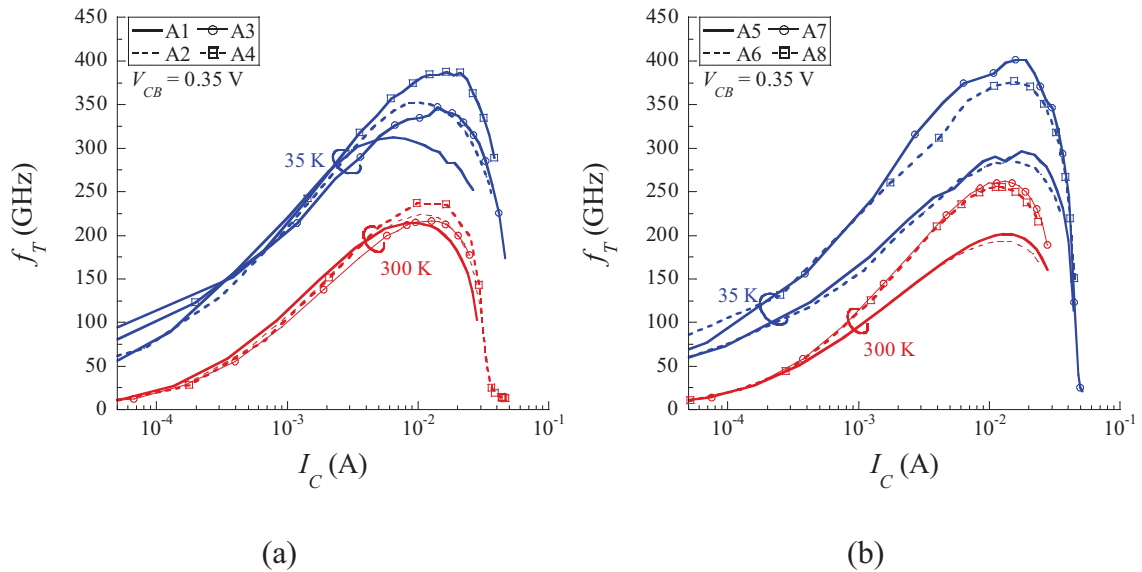 450
400
350
300
250
200
150
100
50
0
f_T (GHz)
A1 A3
A2 A4
V_CB = 0.35 V
35 K
300 K
10^-4 10^-3 10^-2 10^-1
I_C (A)
(a)
450
400
350
300
250
200
150
100
50
0
f_T (GHz)
A5 A7
A6 A8
V_CB = 0.35 V
35 K
300 K
10^-4 10^-3 10^-2 10^-1
I_C (A)
(b)